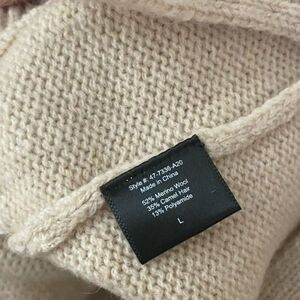 Style #: 47-7336-A20
Made in China
52% Merino Wool
35% Camel Hair
13% Polyamide
L